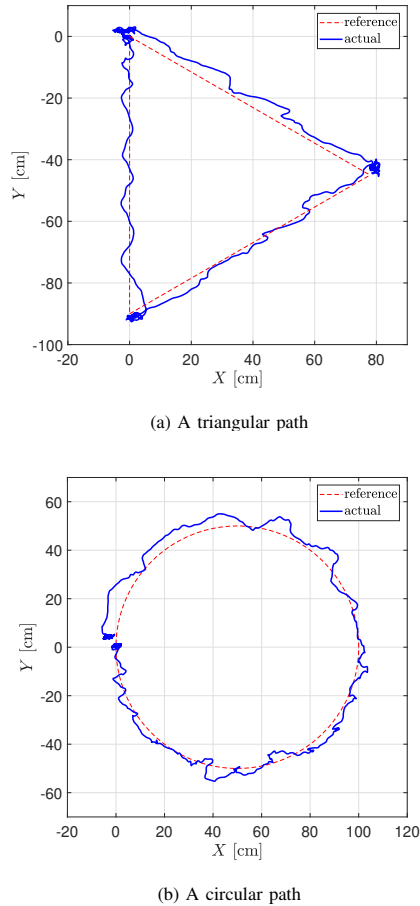 reference
actual
0
-20
-40
-60
-80
-100
Y [cm]
-20 0 20 40 60 80
X [cm]
(a) A triangular path
reference
actual
60
40
20
0
-20
-40
-60
Y [cm]
-20 0 20 40 60 80 100 120
X [cm]
(b) A circular path